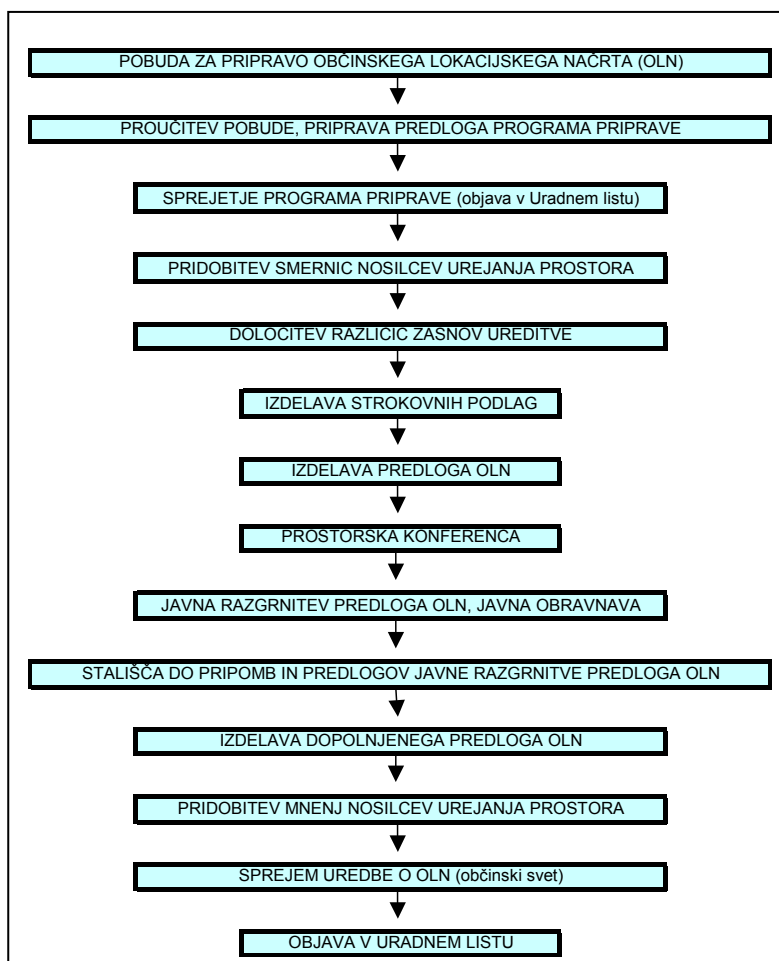 POBUDA ZA PRIPRAVO OBČINSKEGA LOKACIJSKEGA NAČRTA (OLN)
PROUČITEV POBUDE, PRIPRAVA PREDLOGA PROGRAMA PRIPRAVE
SPREJETJE PROGRAMA PRIPRAVE (objava v Uradnem listu)
PRIDOBITEV SMERNIC NOSILCEV UREJANJA PROSTORA
DOLOČITEV RAZLIČIC ZASNOV UREDITVE
IZDELAVA STROKOVNIH PODLAG
IZDELAVA PREDLOGA OLN
PROSTORSKA KONFERENCA
JAVNA RAZGRNITEV PREDLOGA OLN, JAVNA OBRAVNAVA
STALIŠČA DO PRIPOMB IN PREDLOGOV JAVNE RAZGRNITVE PREDLOGA OLN
IZDELAVA DOPOLNJENEGA PREDLOGA OLN
PRIDOBITEV MNENJ NOSILCEV UREJANJA PROSTORA
SPREJEM UREDBE O OLN (občinski svet)
OBJAVA V URADNEM LISTU